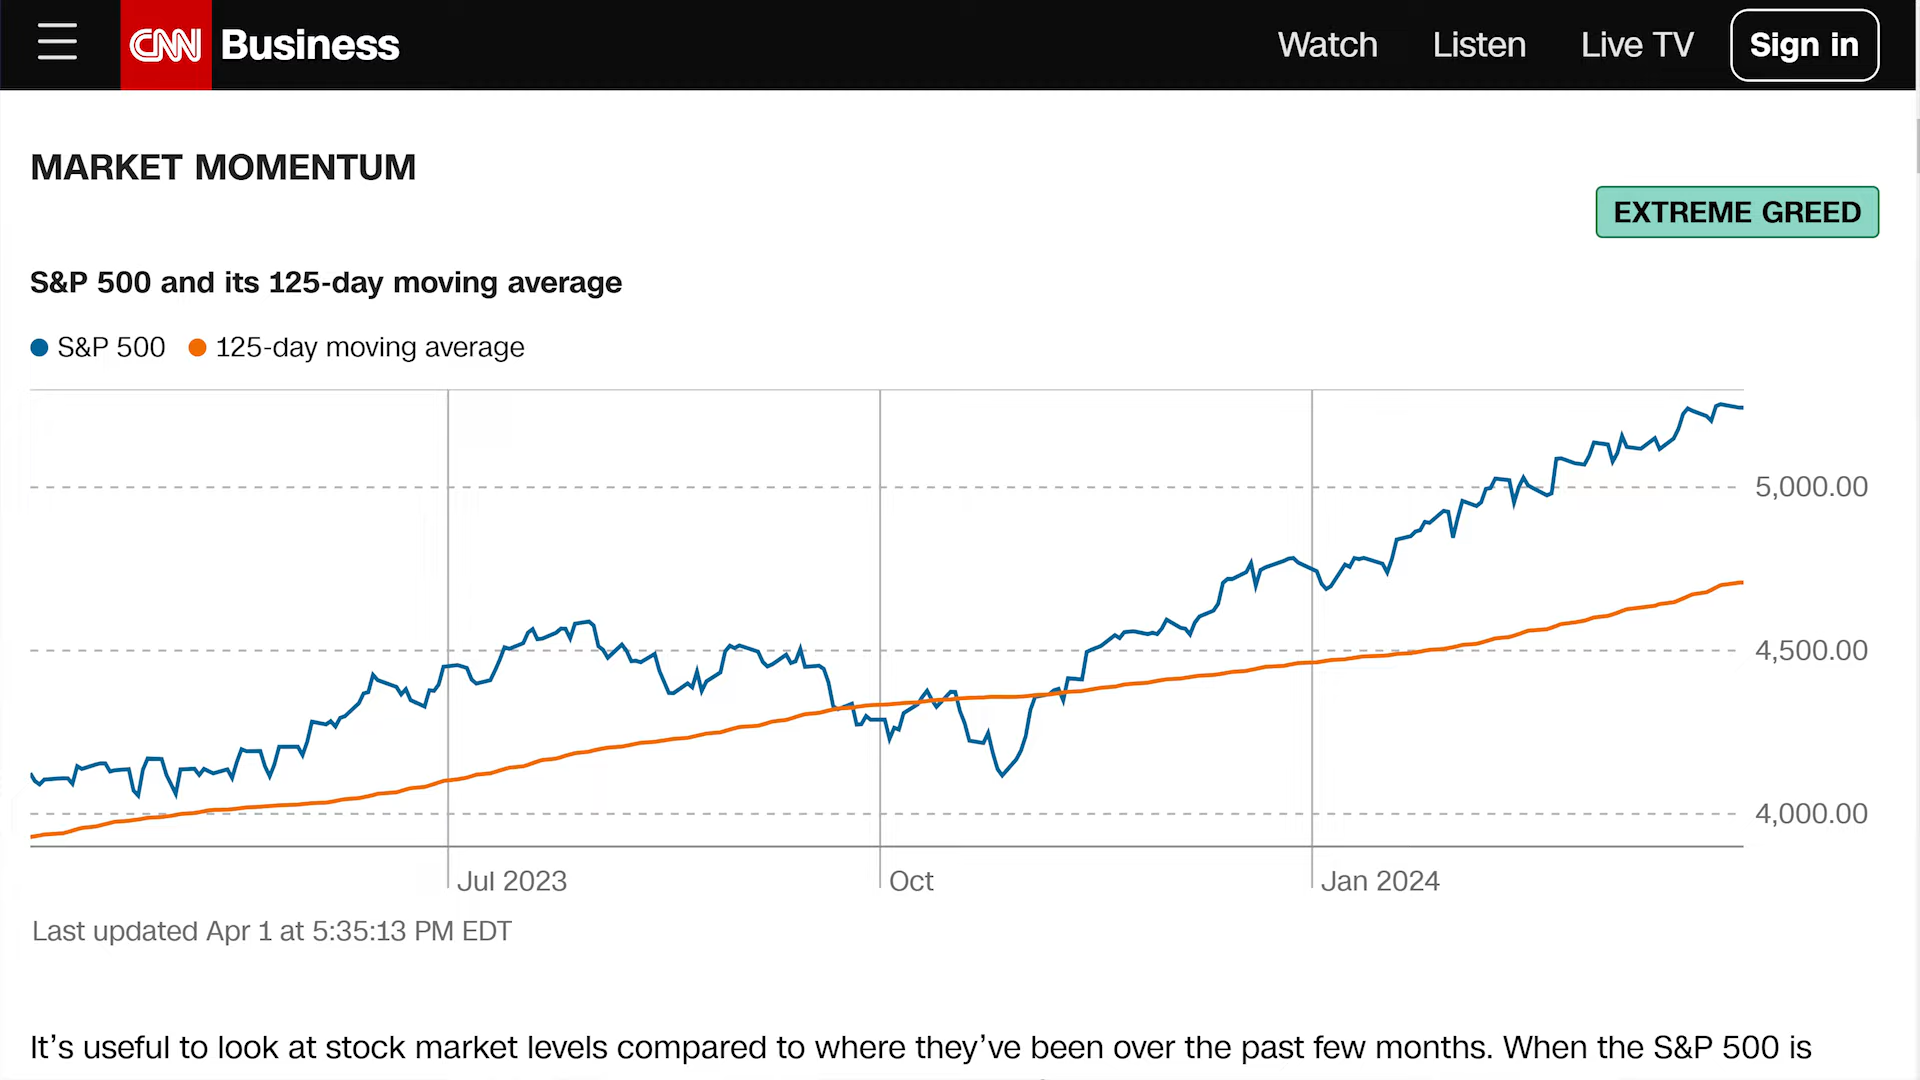 CNN Business Watch Listen Live TV Sign in
MARKET MOMENTUM
EXTREME GREED
S&P 500 and its 125-day moving average
S&P 500 125-day moving average
5,000.00
4,500.00
4,000.00
Jul 2023 Oct Jan 2024
Last updated Apr 1 at 5:35:13 PM EDT
It’s useful to look at stock market levels compared to where they’ve been over the past few months. When the S&P 500 is